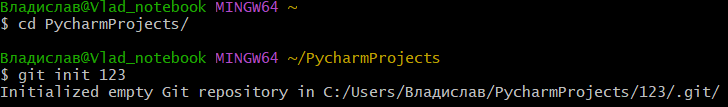 Владислав@Vlad_notebook MINGW64 ~
$ cd PycharmProjects/
Владислав@Vlad_notebook MINGW64 ~/PycharmProjects
$ git init 123
Initialized empty Git repository in C:/Users/Владислав/PycharmProjects/123/.git/